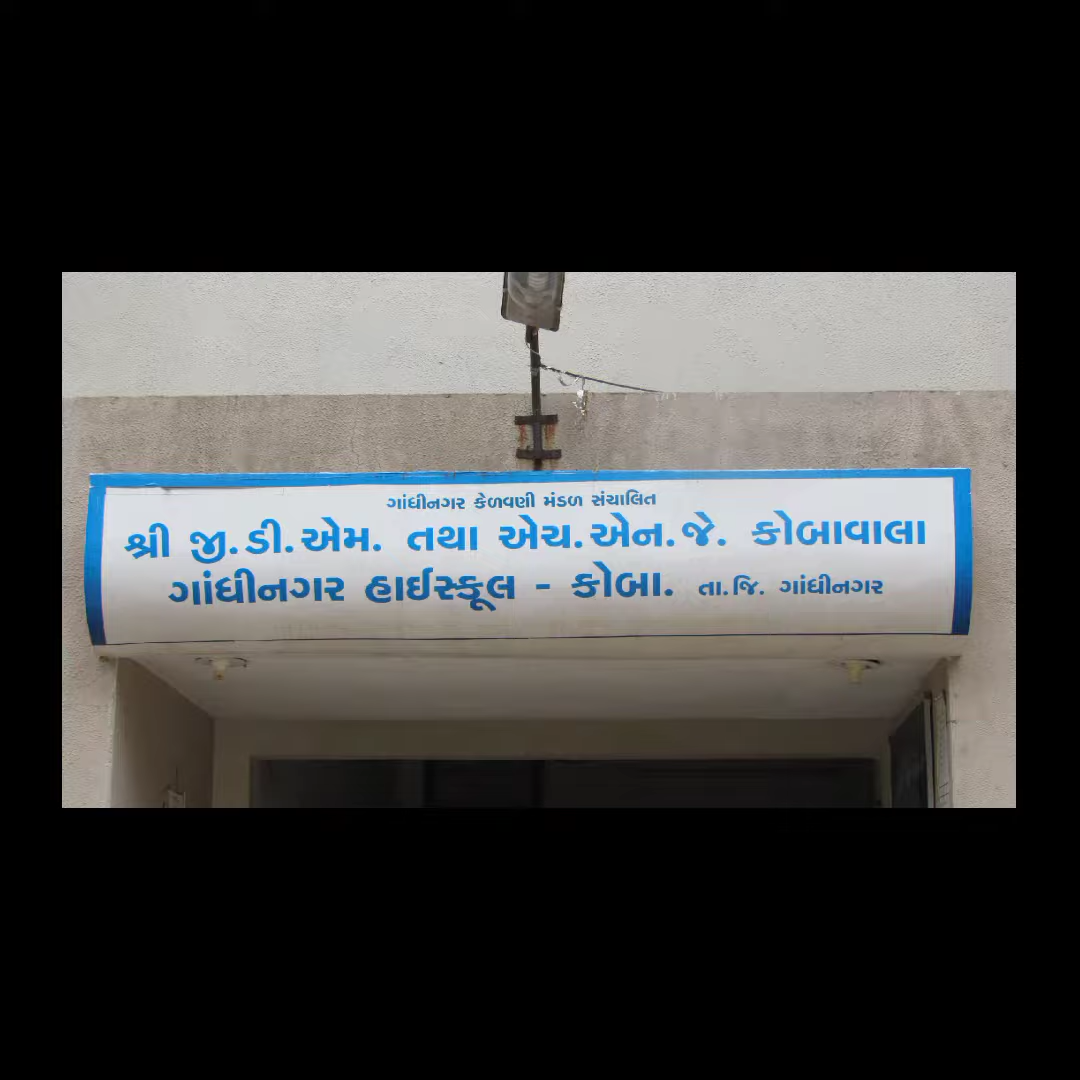 ગાંધીનગર કેળવણી મંડળ સંચાલિત
શ્રી જી.ડી.એમ. તથા એચ.એન.જે. કોબાવાલા
ગાંધીનગર હાઈસ્કૂલ - કોબા. તા.જિ. ગાંધીનગર